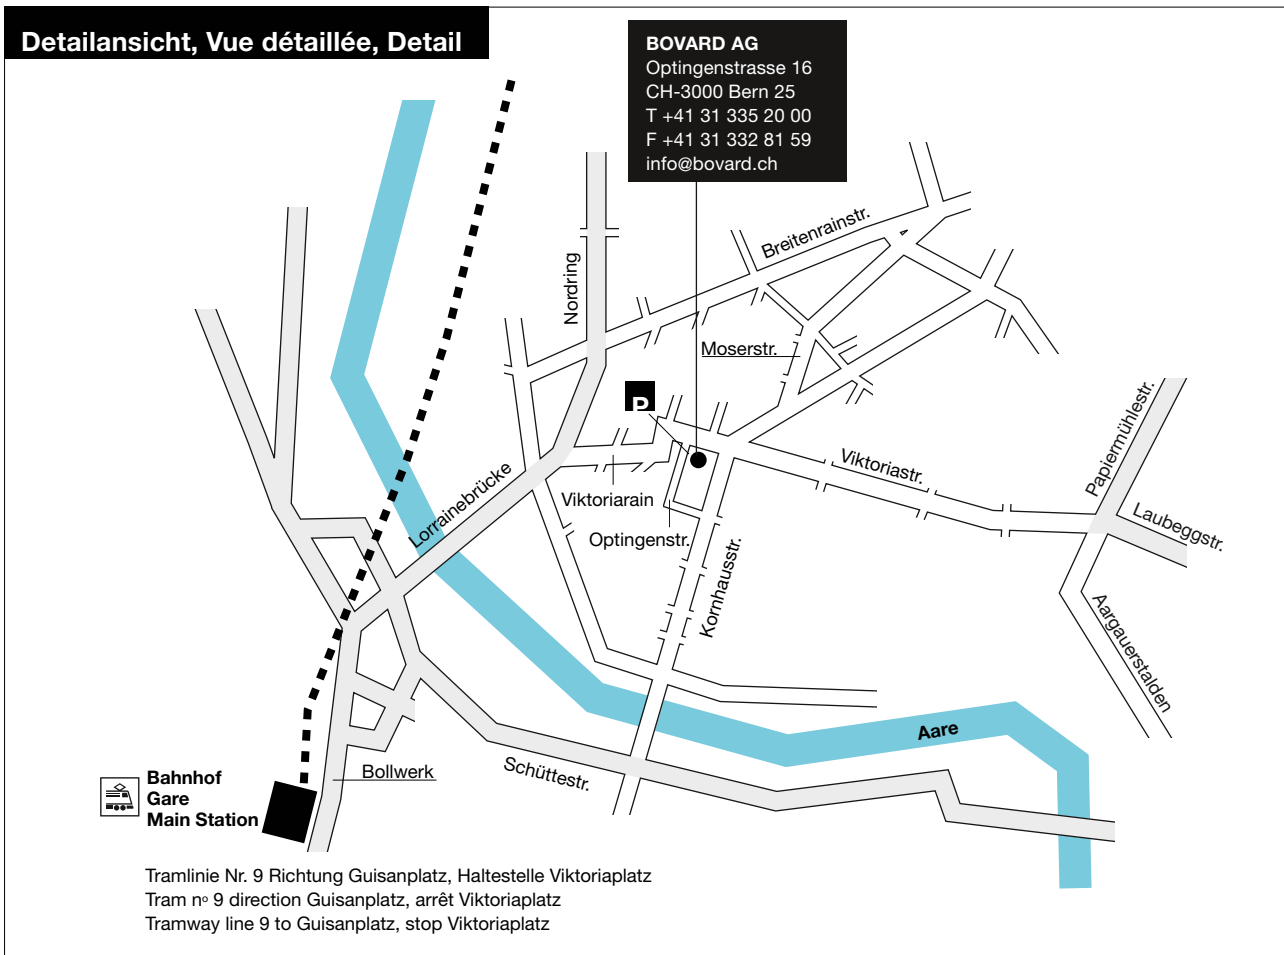 Detailansicht, Vue détaillée, Detail
BOVARD AG
Optingenstrasse 16
CH-3000 Bern 25
T +41 31 335 20 00
F +41 31 332 81 59
info@bovard.ch
Breitenrainstr.
Nordring
Moserstr.
P
Papiermühlestr.
Viktoriastr.
Lorrainebrücke
Viktoriarain
Laubeggstr.
Optingenstr.
Kornhausstr.
Aargauerstalden
Aare
Schüttestr.
Bollwerk
Bahnhof
Gare
Main Station
Tramlinie Nr. 9 Richtung Guisanplatz, Haltestelle Viktoriaplatz
Tram nº 9 direction Guisanplatz, arrêt Viktoriaplatz
Tramway line 9 to Guisanplatz, stop Viktoriaplatz